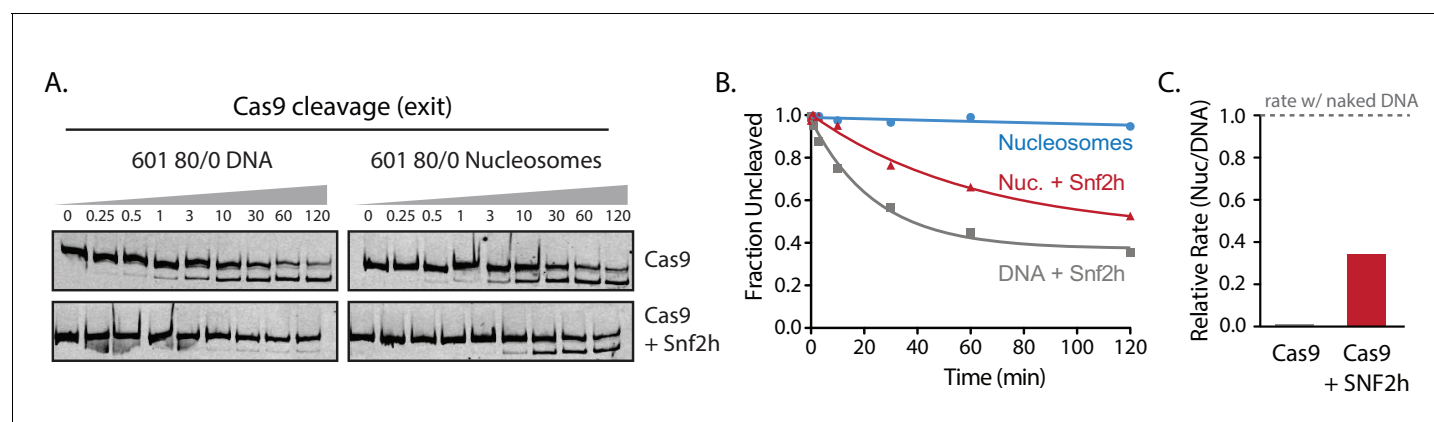 A.
Cas9 cleavage (exit)
601 80/0 DNA
601 80/0 Nucleosomes
0 0.25 0.5 1 3 10 30 60 120
0 0.25 0.5 1 3 10 30 60 120
Cas9
Cas9
+ Snf2h
B.
Fraction Uncleaved
1.0
0.8
0.6
0.4
0.2
0.0
Nucleosomes
Nuc. + Snf2h
DNA + Snf2h
0 20 40 60 80 100 120
Time (min)
C.
Relative Rate (Nuc/DNA)
rate w/ naked DNA
1.0
0.8
0.6
0.4
0.2
0.0
Cas9
Cas9
+ SNF2h